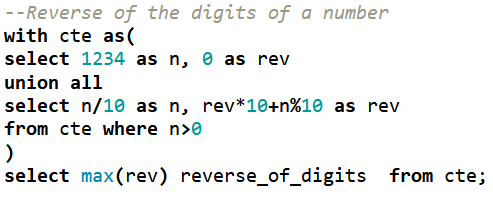 --Reverse of the digits of a number
with cte as(
select 1234 as n, 0 as rev
union all
select n/10 as n, rev*10+n%10 as rev
from cte where n>0
)
select max(rev) reverse_of_digits  from cte;